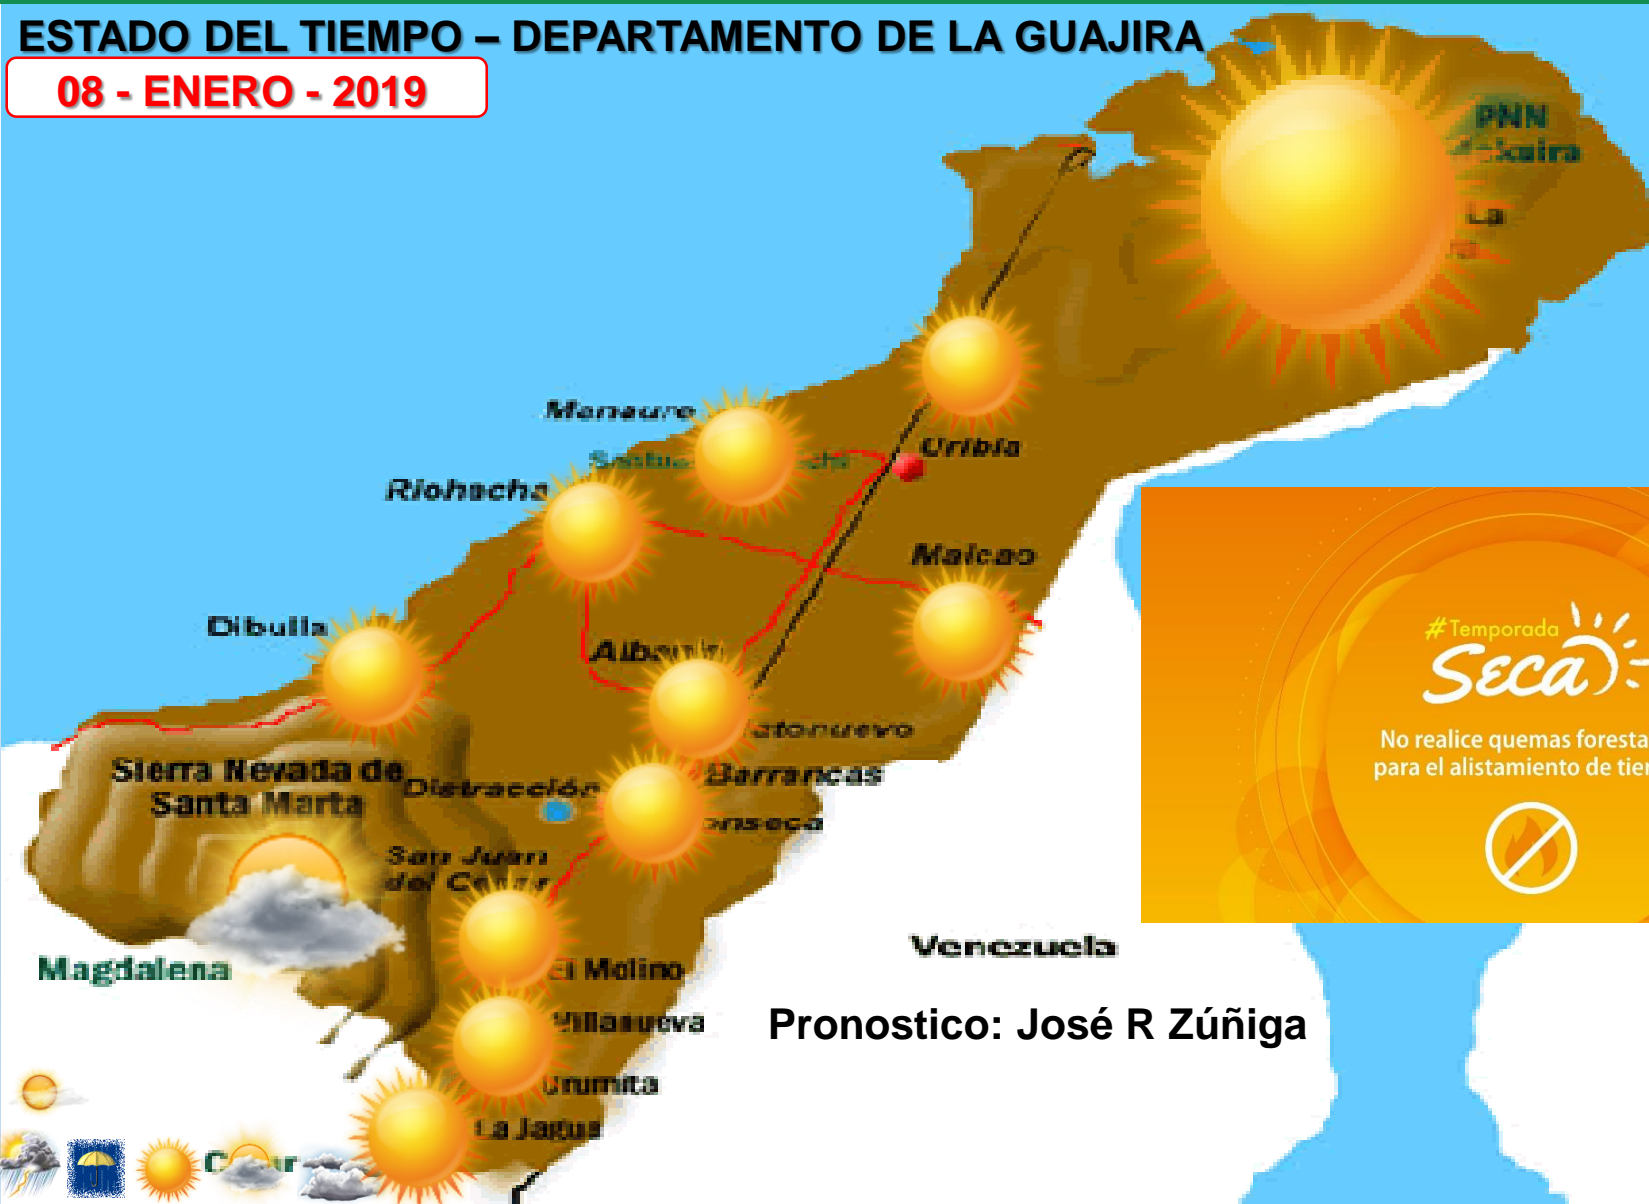 ESTADO DEL TIEMPO – DEPARTAMENTO DE LA GUAJIRA
08 - ENERO - 2019
PNN
La
Manaure
Uribia
Riohacha
Maicao
Dibulla
Sierra Nevada de
Santa Marta
Distracción
Barrancas
San Juan
del
Magdalena
El Molino
Villanueva
Urumita
La Jagua
Venezuela
Pronostico: José R Zúñiga
#Temporada
Seca
No realice quemas foresta
para el alistamiento de tier